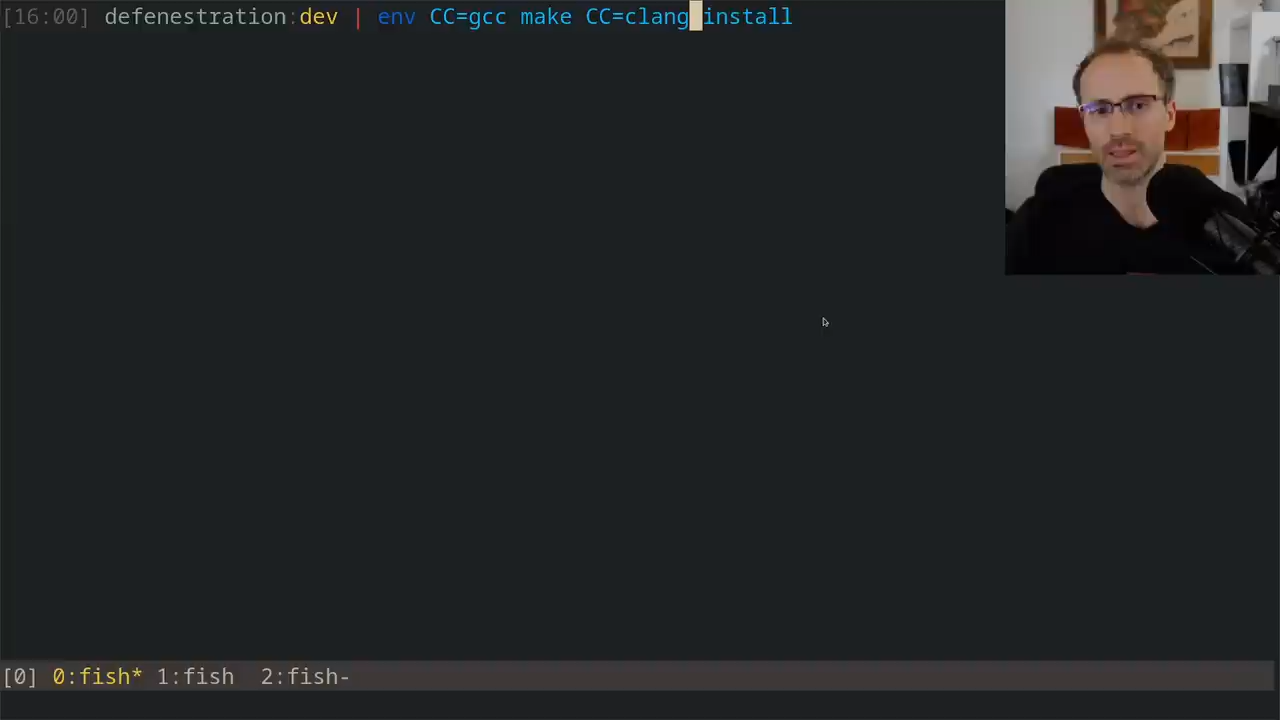 [16:00] defenestration:dev | env CC=gcc make CC=clang install
[0] 0:fish* 1:fish  2:fish-